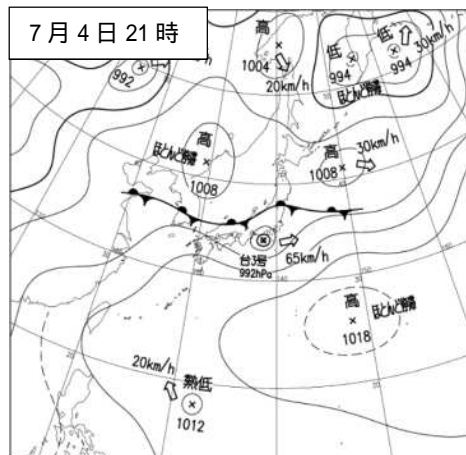 7月4日21時
992
km/h
高
1004
20km/h
低
994
ほとんど停滞
低
994
30km/h
高
ほとんど停滞
1008
高
1008
30km/h
台3号
992hPa
65km/h
140
高
ほとんど停滞
1018
20km/h
熱低
1012